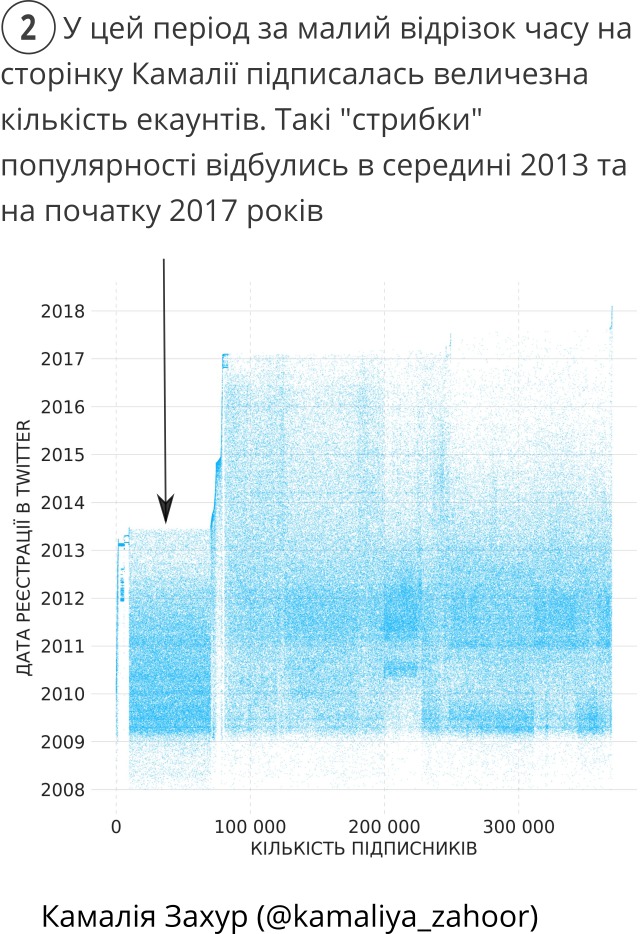 2 У цей період за малий відрізок часу на
сторінку Камалії підписалась величезна
кількість екаунтів. Такі "стрибки"
популярності відбулись в середині 2013 та
на початку 2017 років
2018
2017
2016
2015
2014
2013
2012
2011
2010
2009
2008
ДАТА РЕЄСТРАЦІЇ В TWITTER
0 100 000 200 000 300 000
КІЛЬКІСТЬ ПІДПИСНИКІВ
Камалія Захур (@kamaliya_zahoor)